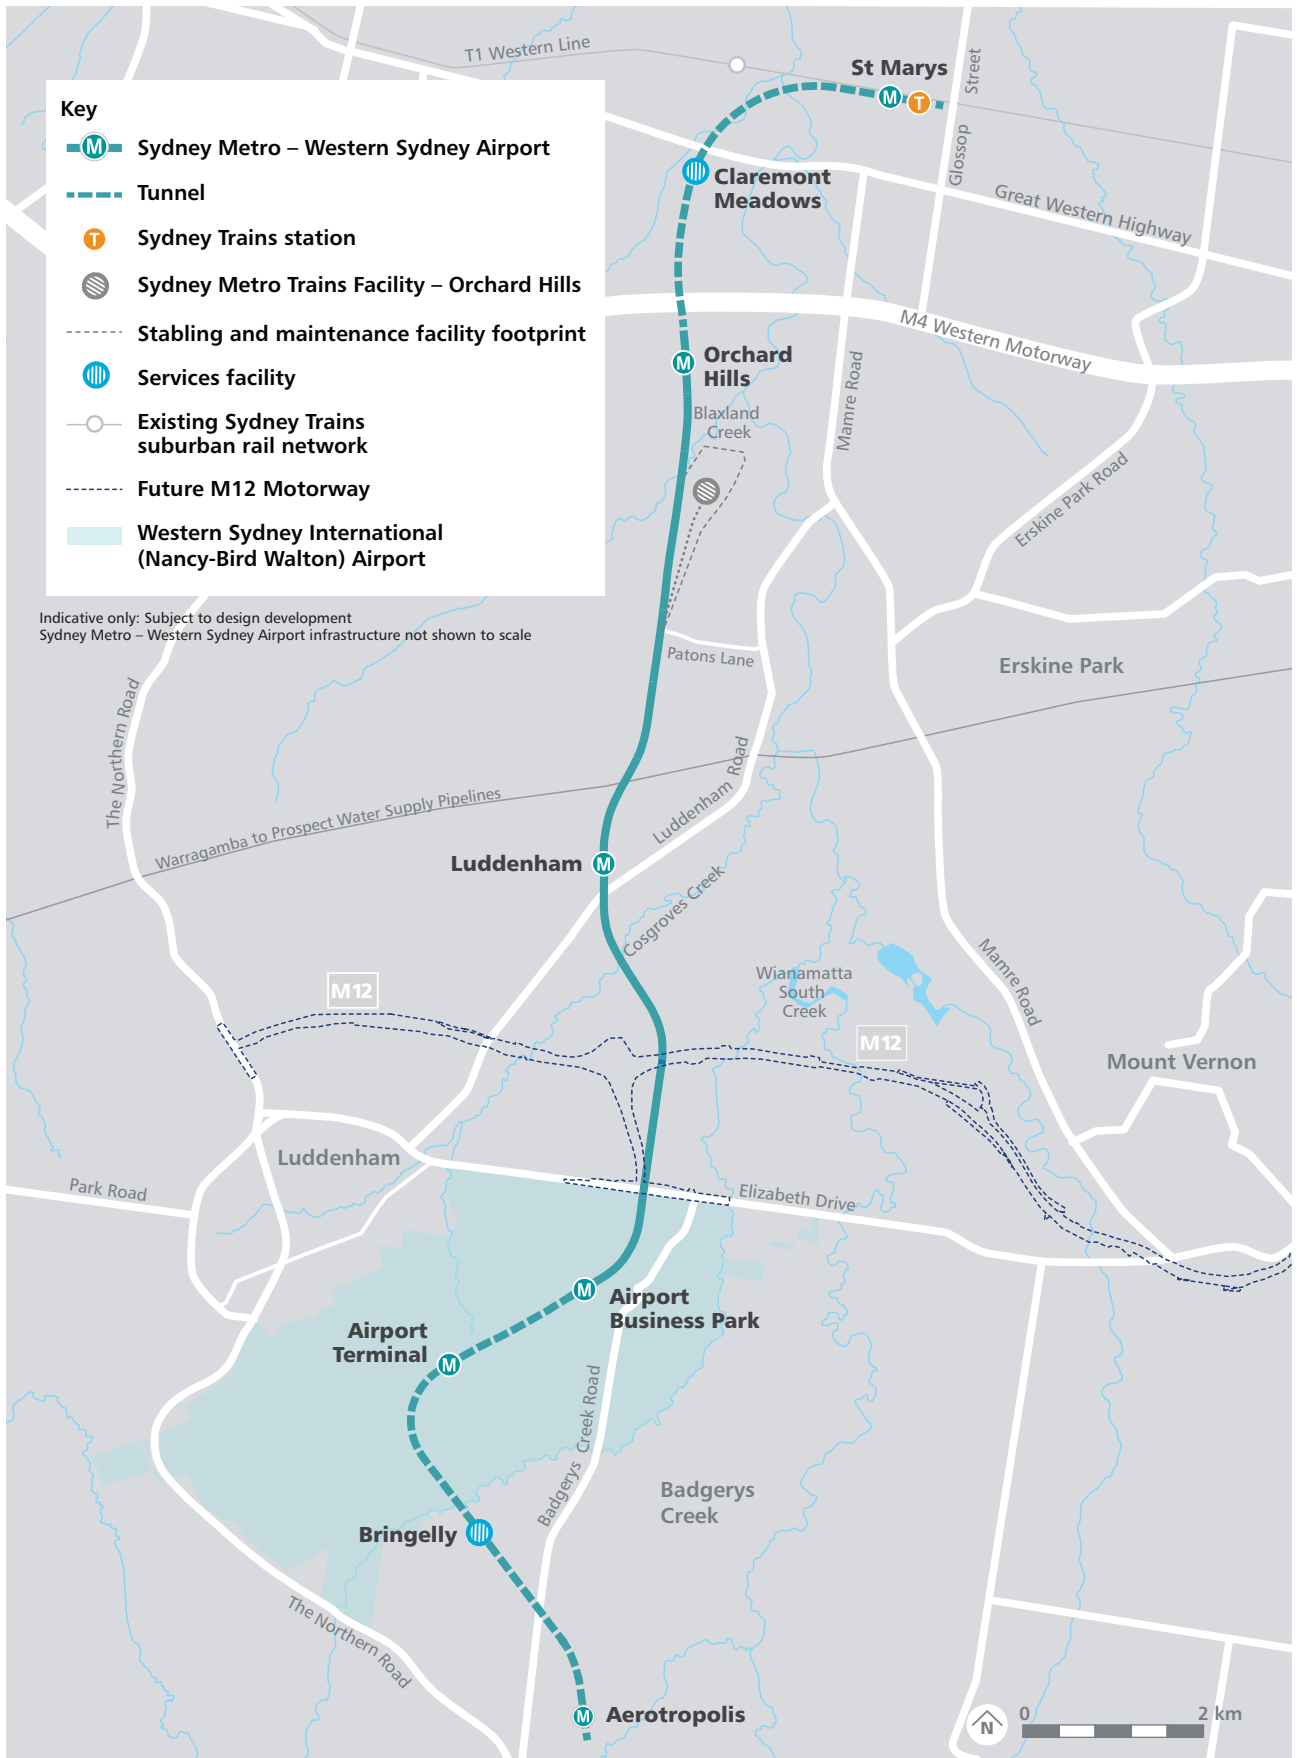 T1 Western Line
St Marys
M
T
Glossop
Street
Key
M
Sydney Metro – Western Sydney Airport
Tunnel
T
Sydney Trains station
Sydney Metro Trains Facility – Orchard Hills
Stabling and maintenance facility footprint
Services facility
Existing Sydney Trains
suburban rail network
Future M12 Motorway
Western Sydney International
(Nancy-Bird Walton) Airport
Indicative only: Subject to design development
Sydney Metro – Western Sydney Airport infrastructure not shown to scale
Claremont
Meadows
Great Western Highway
M4 Western Motorway
M
Orchard
Hills
Mamre Road
Blaxland
Creek
Erskine Park Road
Patons Lane
Erskine Park
The Northern Road
Luddenham Road
Warragamba to Prospect Water Supply Pipelines
Luddenham
M
Cosgroves Creek
Wianamatta
South
Creek
Mamre Road
M12
M12
Mount Vernon
Luddenham
Park Road
Elizabeth Drive
M
Airport
Business Park
Airport
Terminal
M
Badgerys Creek Road
Badgerys
Creek
Bringelly
The Northern Road
M
Aerotropolis
N
0
2 km